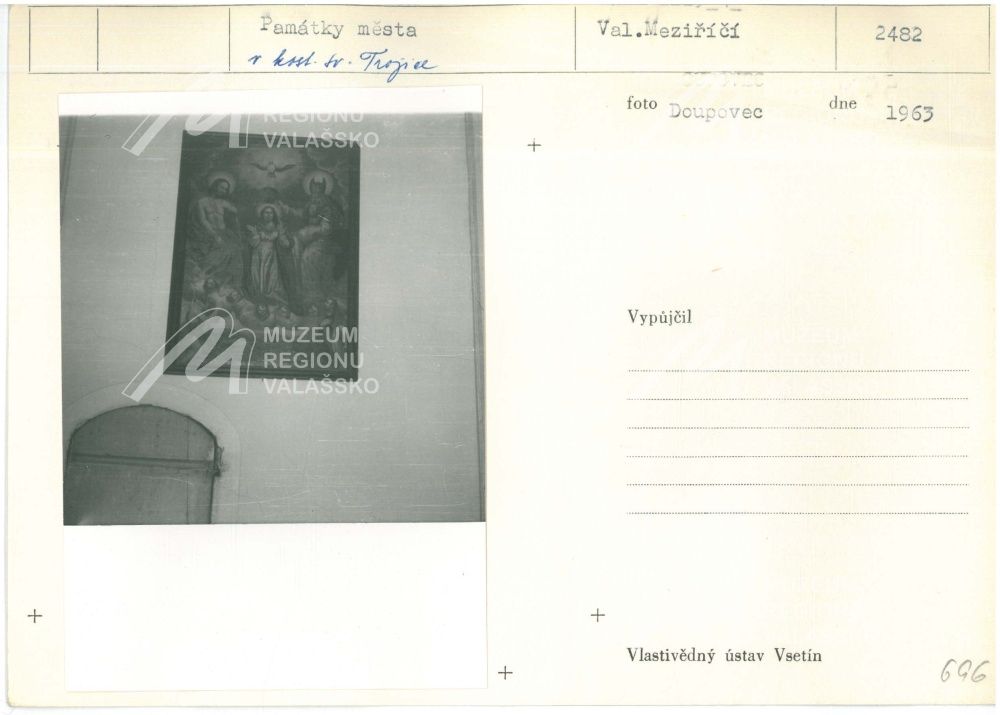 Památky města
Val.Meziříčí
2482
v kost. sv. Trojice
foto Doupovec dne 1963
REGIONU
VALAŠSKO
MUZEUM
REGIONU
VALAŠSKO
Vypůjčil
Vlastivědný ústav Vsetín
696